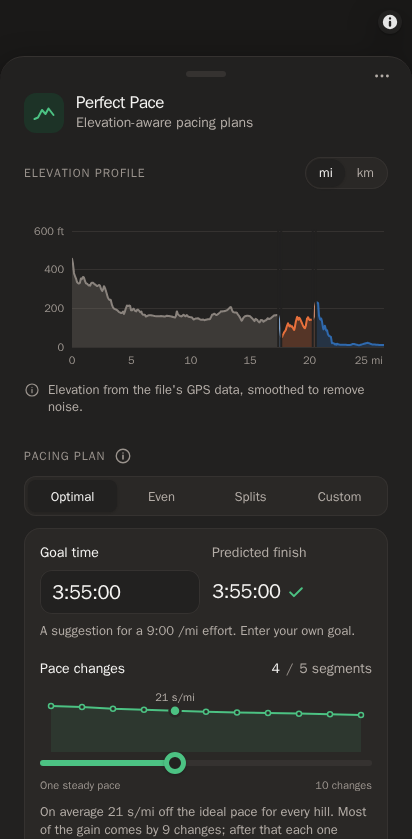 Perfect Pace
Elevation-aware pacing plans
ELEVATION PROFILE
mi km
600 ft
400
200
0
0 5 10 15 20 25 mi
Elevation from the file's GPS data, smoothed to remove
noise.
PACING PLAN
Optimal Even Splits Custom
Goal time Predicted finish
3:55:00 3:55:00
A suggestion for a 9:00 /mi effort. Enter your own goal.
Pace changes 4 / 5 segments
21 s/mi
One steady pace 10 changes
On average 21 s/mi off the ideal pace for every hill. Most
of the gain comes by 9 changes; after that each one